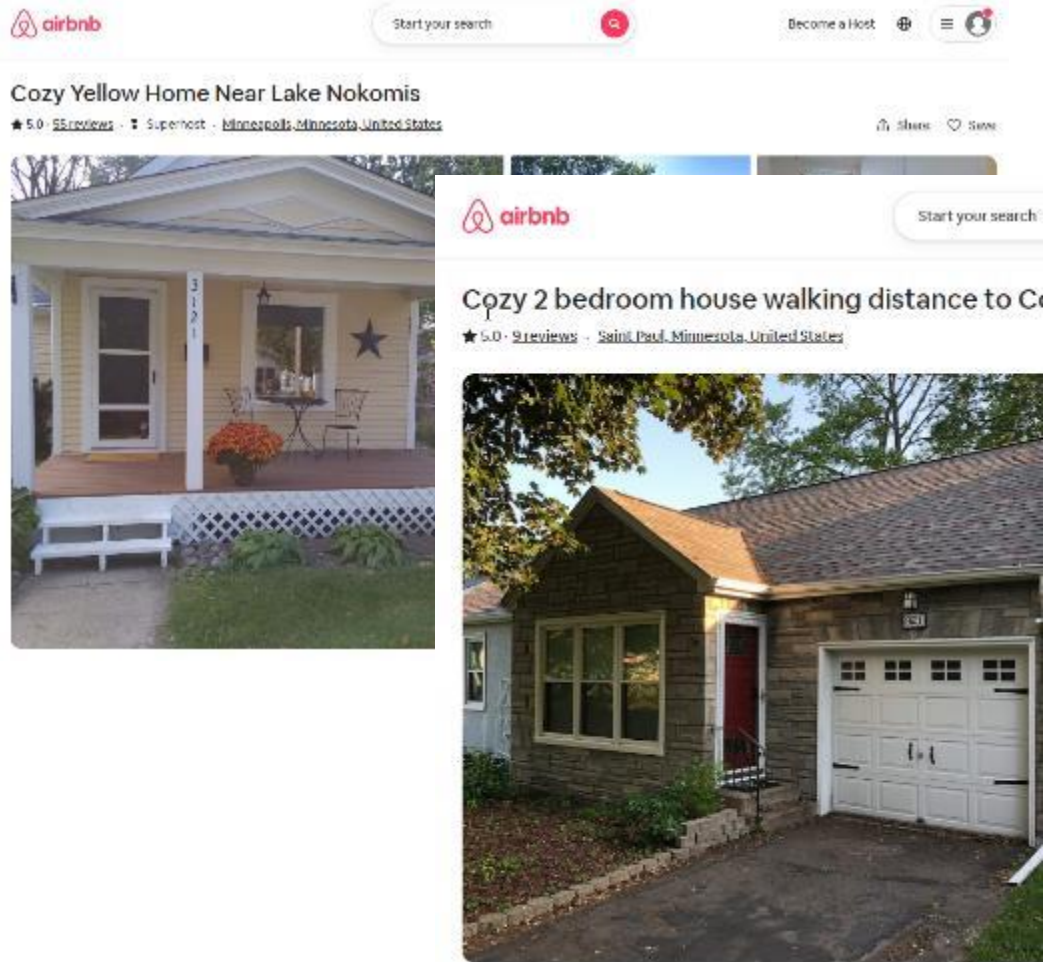 airbnb
Start your search
Become a Host
Cozy Yellow Home Near Lake Nokomis
★ 5.0 · 55 reviews · Superhost · Minneapolis, Minnesota, United States
Share Save
3121
airbnb
Start your search
Cozy 2 bedroom house walking distance to Co
★ 5.0 · 9 reviews · Saint Paul, Minnesota, United States